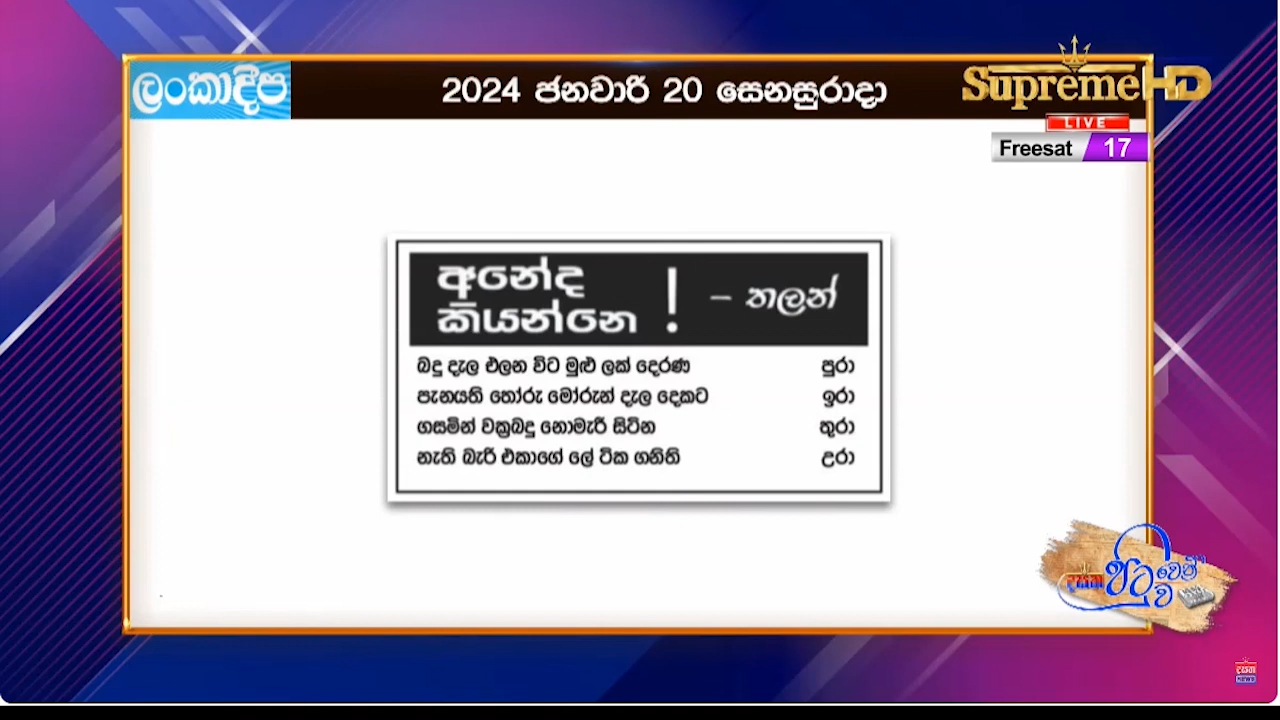 ලංකාදීප
2024 ජනවාරි 20 සෙනසුරාදා
Supreme HD
LIVE
Freesat 17
අනේද
කියන්නෙ ! – තලන්
බදු දැල එලන විට මුළු ලක් දෙරණ පුරා
පැනයති තෝරු මෝරුන් දැල දෙකට ඉරා
ගසමින් වක්‍රබදු නොමැරී සිටින තුරා
නැති බැරි එකාගේ ලේ ටික ගනිති උරා
පිටුවෙන්